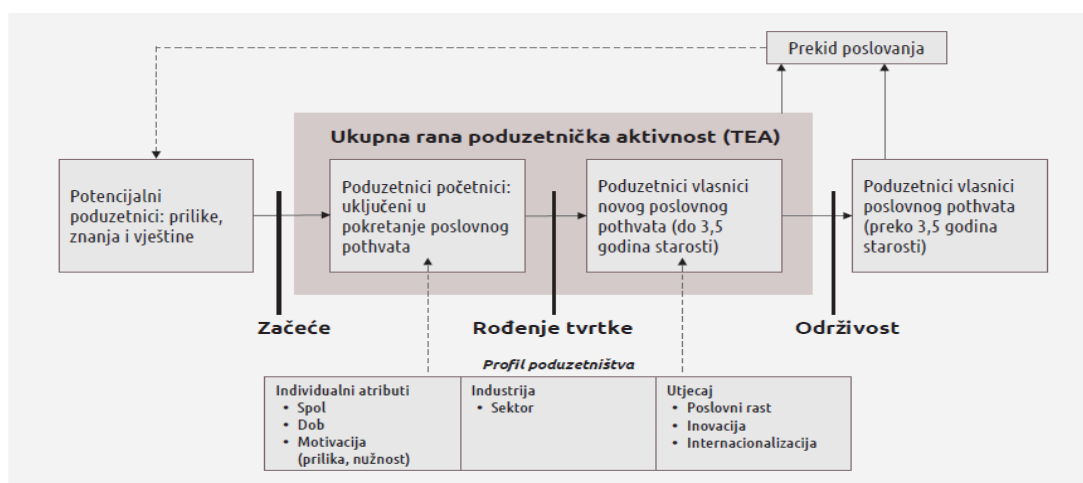 Prekid poslovanja
Ukupna rana poduzetnička aktivnost (TEA)
Potencijalni
poduzetnici: prilike,
znanja i vještine
Poduzetnici početnici:
uključeni u
pokretanje poslovnog
pothvata
Poduzetnici vlasnici
novog poslovnog
pothvata (do 3,5
godina starosti)
Poduzetnici vlasnici
poslovnog pothvata
(preko 3,5 godina
starosti)
Začeće
Rođenje tvrtke
Održivost
Profil poduzetništva
Individualni atributi
• Spol
• Dob
• Motivacija
(prilika, nužnost)
Industrija
• Sektor
Utjecaj
• Poslovni rast
• Inovacija
• Internacionalizacija